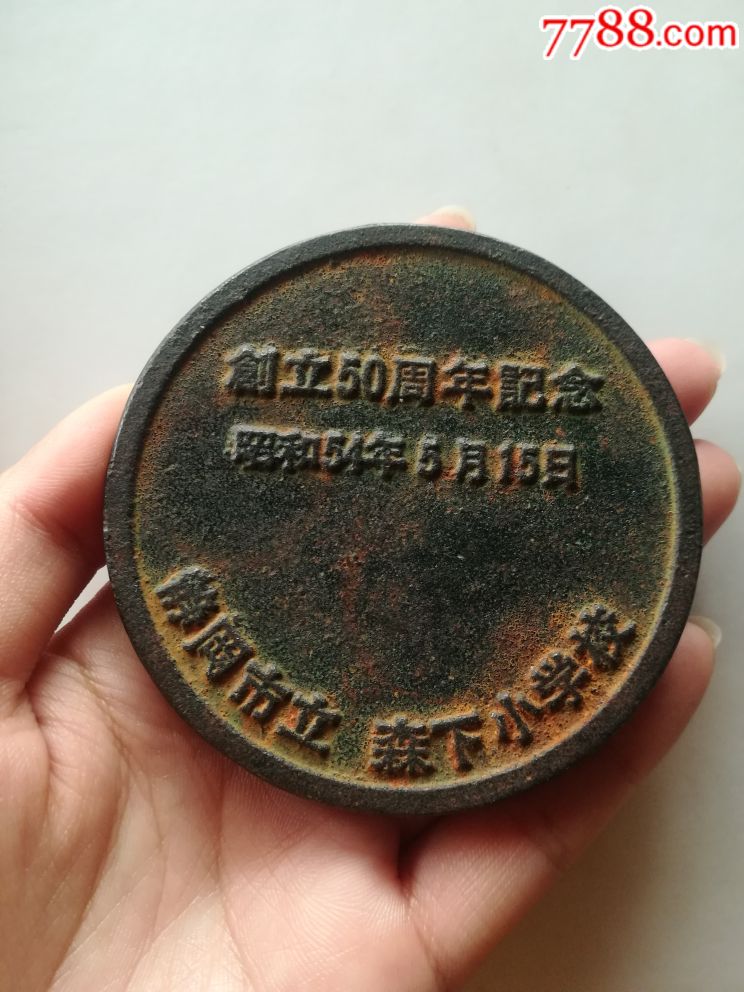 7788.com
創立50周年記念
昭和54年5月15日
静岡市立 森下小学校